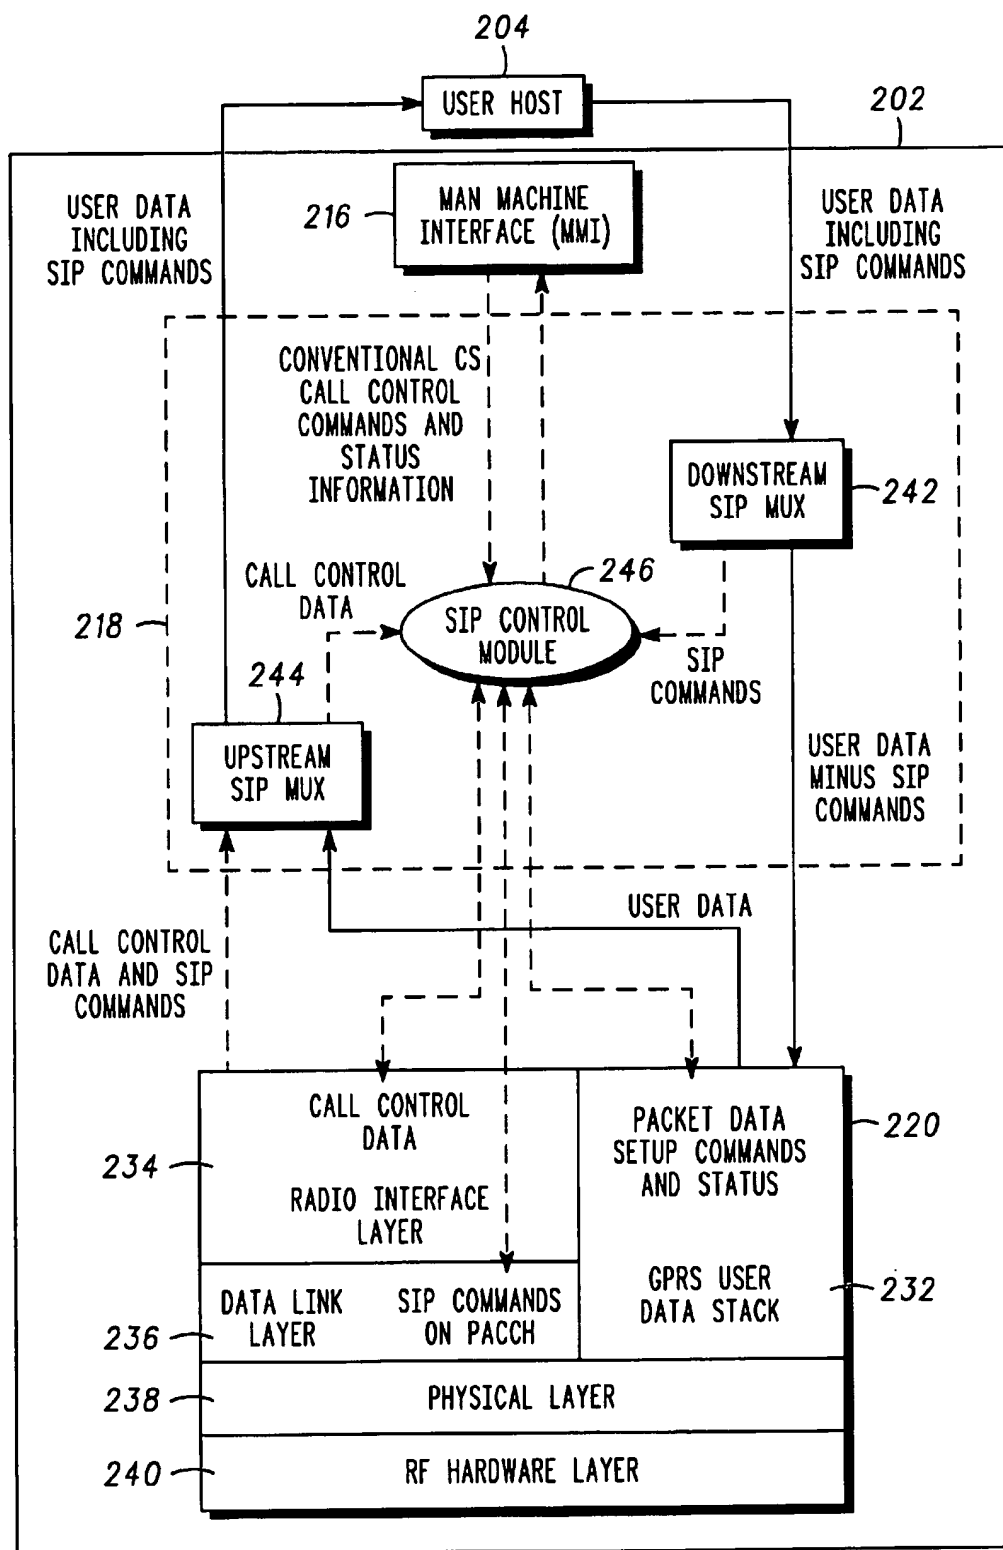 204
USER HOST
202
216
MAN MACHINE
INTERFACE (MMI)
USER DATA
INCLUDING
SIP COMMANDS
USER DATA
INCLUDING
SIP COMMANDS
CONVENTIONAL CS
CALL CONTROL
COMMANDS AND
STATUS
INFORMATION
DOWNSTREAM
SIP MUX
242
CALL CONTROL
DATA
246
218
SIP CONTROL
MODULE
SIP
COMMANDS
244
UPSTREAM
SIP MUX
USER DATA
MINUS SIP
COMMANDS
USER DATA
CALL CONTROL
DATA AND SIP
COMMANDS
CALL CONTROL
DATA
PACKET DATA
SETUP COMMANDS
AND STATUS
220
234
RADIO INTERFACE
LAYER
GPRS USER
DATA STACK
232
236
DATA LINK
LAYER
SIP COMMANDS
ON PACCH
238
PHYSICAL LAYER
240
RF HARDWARE LAYER